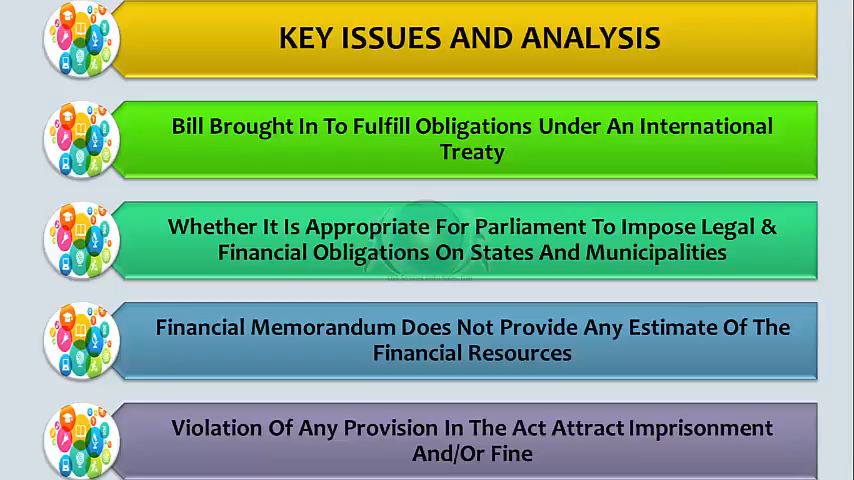 KEY ISSUES AND ANALYSIS
Bill Brought In To Fulfill Obligations Under An International
Treaty
Whether It Is Appropriate For Parliament To Impose Legal &
Financial Obligations On States And Municipalities
Financial Memorandum Does Not Provide Any Estimate Of The
Financial Resources
Violation Of Any Provision In The Act Attract Imprisonment
And/Or Fine